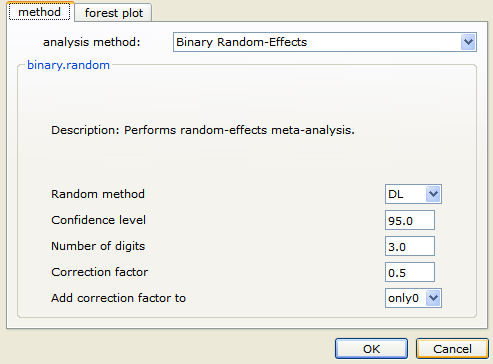 method forest plot
analysis method: Binary Random-Effects
binary.random
Description: Performs random-effects meta-analysis.
Random method DL
Confidence level 95.0
Number of digits 3.0
Correction factor 0.5
Add correction factor to only0
OK Cancel